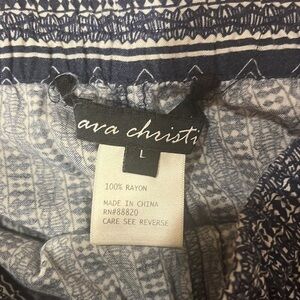 ava christi
L
100% RAYON
MADE IN CHINA
RN#88820
CARE SEE REVERSE